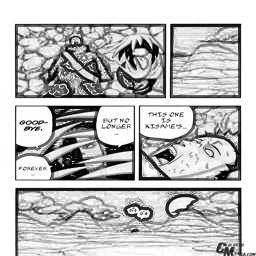 GOOD-
BYE.
FOREVER
...
BUT NO
LONGER
...
THIS ONE
IS
KISAME'S...